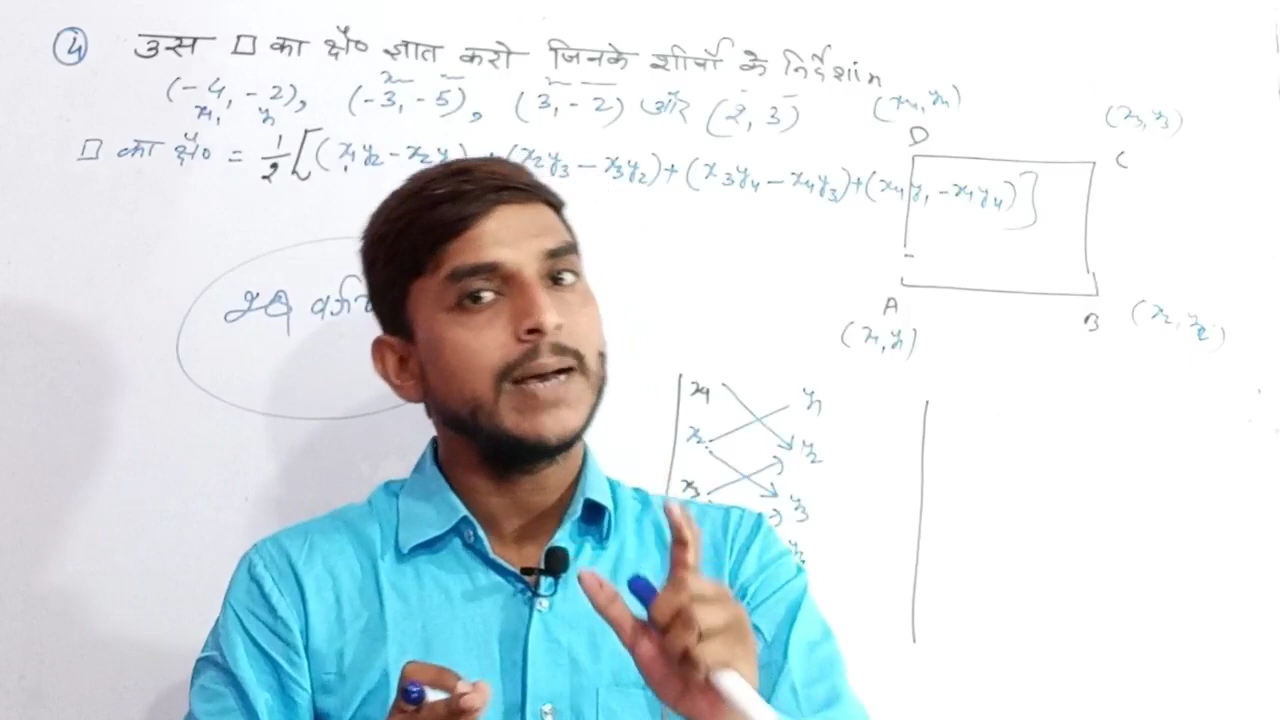 ④ उस □ का क्षे० ज्ञात करो जिनके शीर्षों के निर्देशांक
(-4, -2), (-3, -5), (3, -2) और (2, 3)
x₁, y₁
□ का क्षे० = 1/2 [(x₁y₂ - x₂y + (x₂y₃ - x₃y₂) + (x₃y₄ - x₄y₃) + (x₄y₁ - x₁y₄)]
(x₄, y₄)
(x₃, y₃)
D
C
A
B
(x₁, y₁)
(x₂, y₂)
28
x₁ y₁
x₂ y₂
x₃ y₃